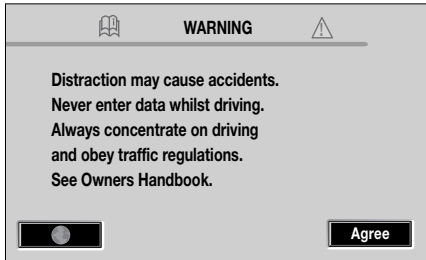 WARNING
Distraction may cause accidents.
Never enter data whilst driving.
Always concentrate on driving
and obey traffic regulations.
See Owners Handbook.
Agree